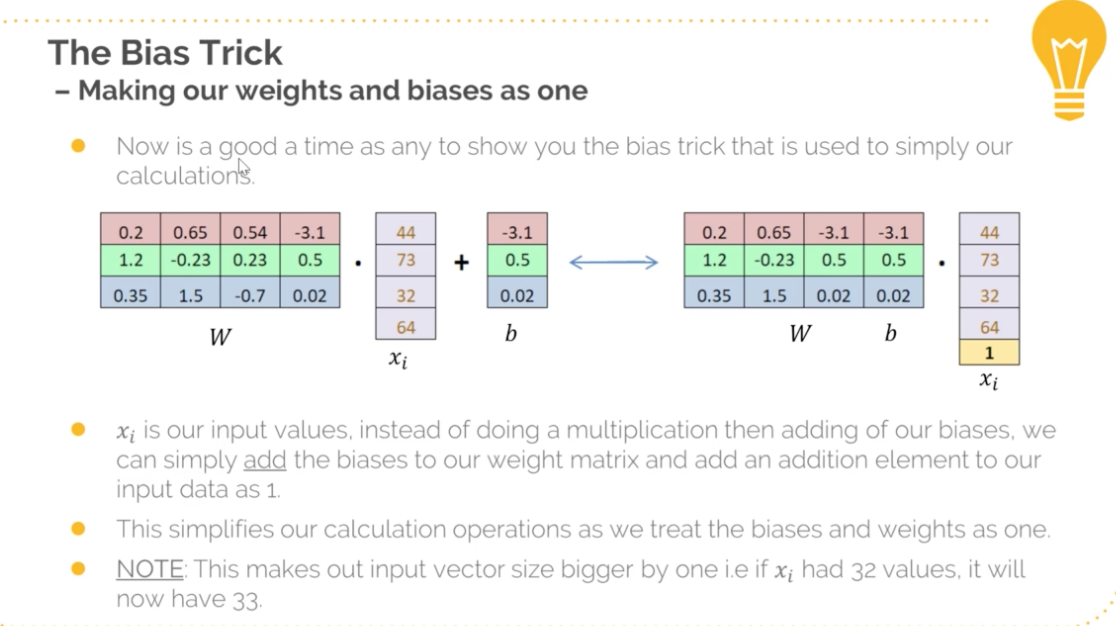 The Bias Trick
– Making our weights and biases as one
Now is a good a time as any to show you the bias trick that is used to simply our
calculations.
0.2 0.65 0.54 -3.1 44 -3.1 0.2 0.65 -3.1 -3.1 44
1.2 -0.23 0.23 0.5 · 73 + 0.5 1.2 -0.23 0.5 0.5 · 73
0.35 1.5 -0.7 0.02 32 0.02 0.35 1.5 0.02 0.02 32
64 64
1
W xᵢ b W b xᵢ
xᵢ is our input values, instead of doing a multiplication then adding of our biases, we
can simply add the biases to our weight matrix and add an addition element to our
input data as 1.
This simplifies our calculation operations as we treat the biases and weights as one.
NOTE: This makes out input vector size bigger by one i.e if xᵢ had 32 values, it will
now have 33.